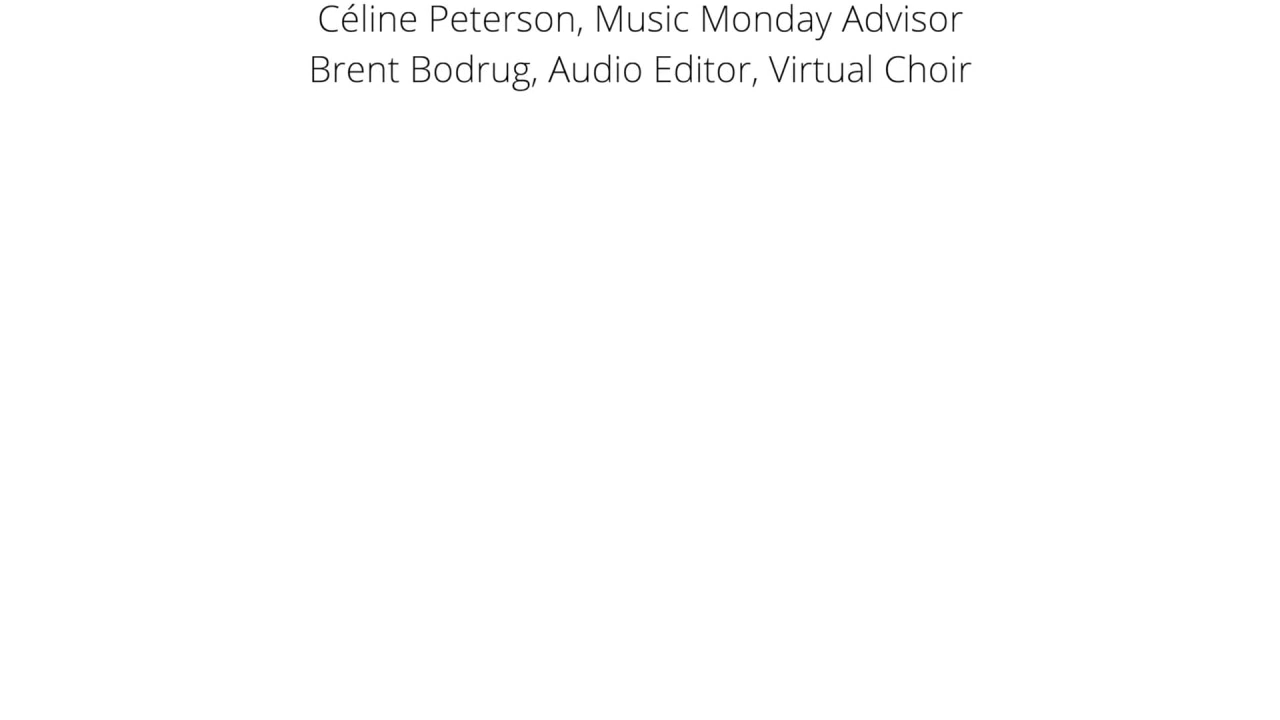 Céline Peterson, Music Monday Advisor
Brent Bodrug, Audio Editor, Virtual Choir